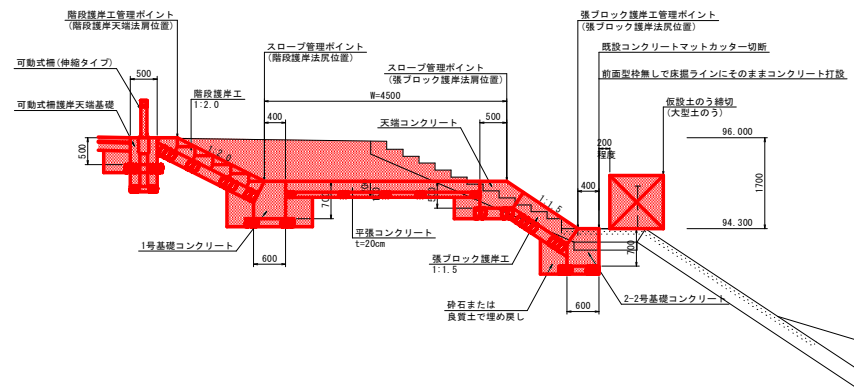 階段護岸工管理ポイント
(階段護岸天端法肩位置)
張ブロック護岸工管理ポイント
(張ブロック護岸法尻位置)
スロープ管理ポイント
(階段護岸法尻位置)
既設コンクリートマットカッター切断
スロープ管理ポイント
(張ブロック護岸法肩位置)
可動式柵(伸縮タイプ)
500
前面型枠無しで床掘ラインにそのままコンクリート打設
階段護岸工
1:2.0
W=4500
可動式柵護岸天端基礎
仮設土のう締切
(大型土のう)
400
500
天端コンクリート
200
程度
96.000
500
1:2.0
1700
400
1:1.5
700
94.300
1号基礎コンクリート
平張コンクリート
t=20cm
張ブロック護岸工
1:1.5
700
600
砕石または
良質土で埋め戻し
600
2-2号基礎コンクリート